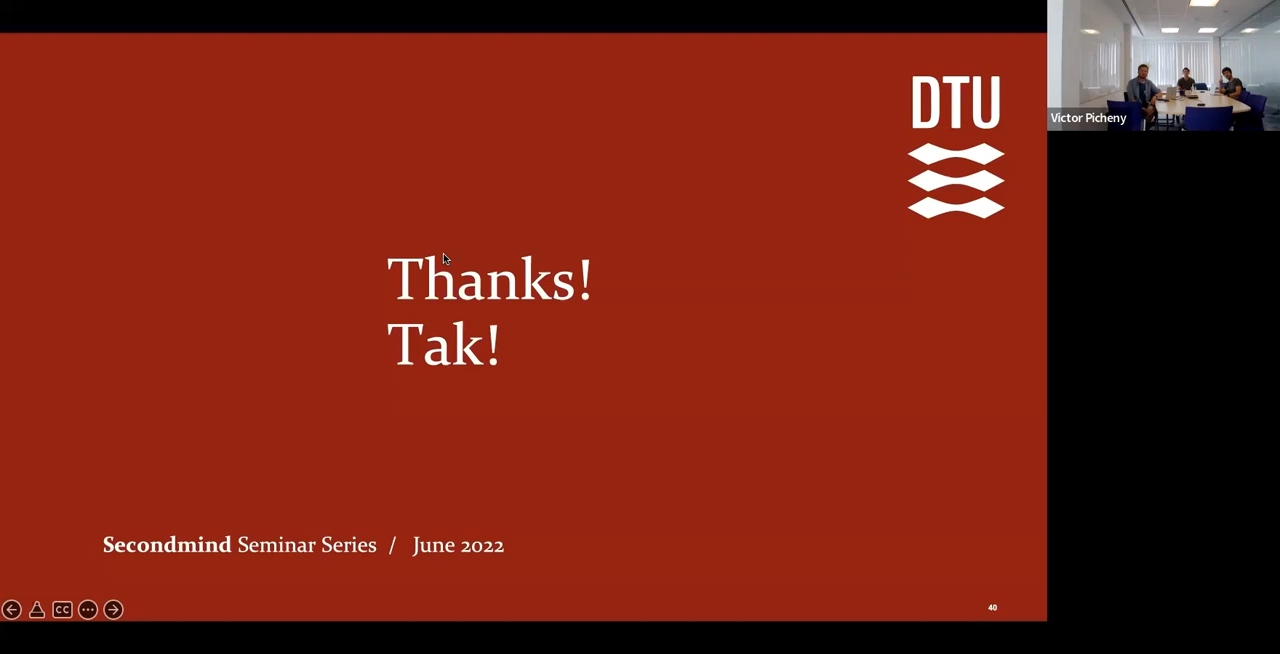 DTU
Victor Picheny
Thanks!
Tak!
Secondmind Seminar Series / June 2022
CC
40